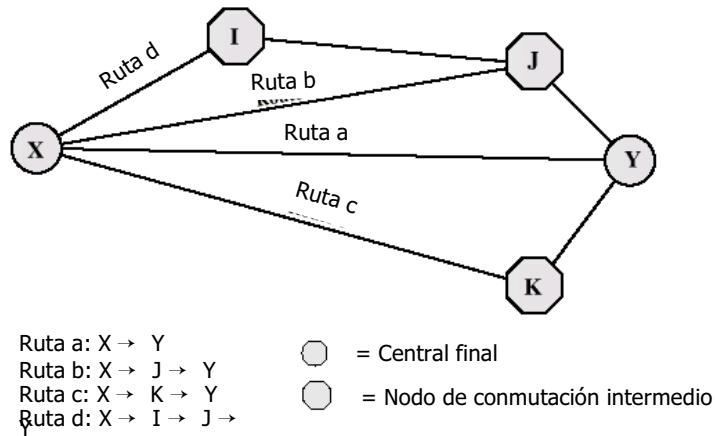 I
Ruta d
J
Ruta b
Ruta a
X
Y
Ruta c
K
Ruta a: X → Y
Ruta b: X → J → Y
Ruta c: X → K → Y
Ruta d: X → I → J →
Y
= Central final
= Nodo de conmutación intermedio